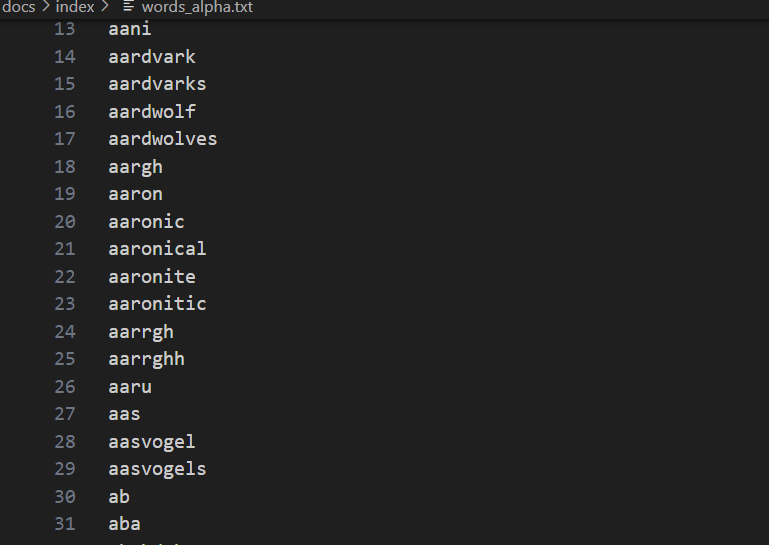 docs > index > words_alpha.txt
13 aani
14 aardvark
15 aardvarks
16 aardwolf
17 aardwolves
18 aargh
19 aaron
20 aaronic
21 aaronical
22 aaronite
23 aaronitic
24 aarrgh
25 aarrghh
26 aaru
27 aas
28 aasvogel
29 aasvogels
30 ab
31 aba